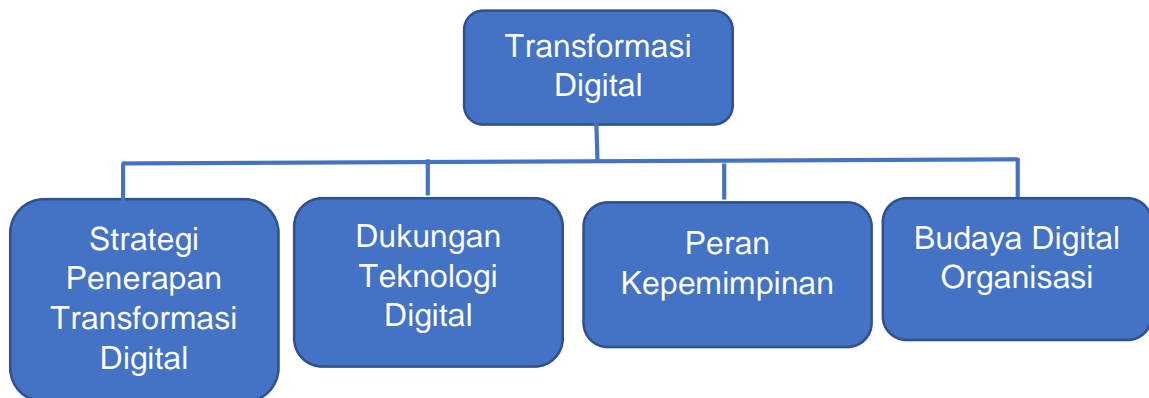 Transformasi
Digital
Strategi
Penerapan
Transformasi
Digital
Dukungan
Teknologi
Digital
Peran
Kepemimpinan
Budaya Digital
Organisasi